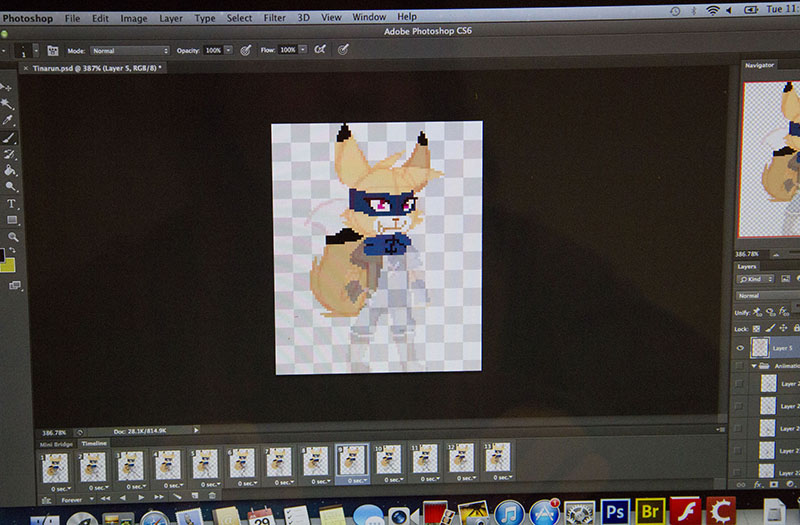 Photoshop File Edit Image Layer Type Select Filter 3D View Window Help Tue 11:
Adobe Photoshop CS6
Mode: Normal Opacity: 100% Flow: 100%
× Tinarun.psd @ 387% (Layer 5, RGB/8) *
Navigator
386.78%
Layers
Kind
Normal
Unify:
Lock:
Layer 5
Animatio
Layer 2
Layer
Layer 2
Layer
Layer 22
386.78% Doc: 28.1K/814.9K
Mini Bridge Timeline
1 2 3 4 5 6 7 8 9 10 11 12 13
0 sec. 0 sec. 0 sec. 0 sec. 0 sec. 0 sec. 0 sec. 0 sec. 0 sec. 0 sec. 0 sec. 0 sec. 0 sec.
Forever
29 Ps Br